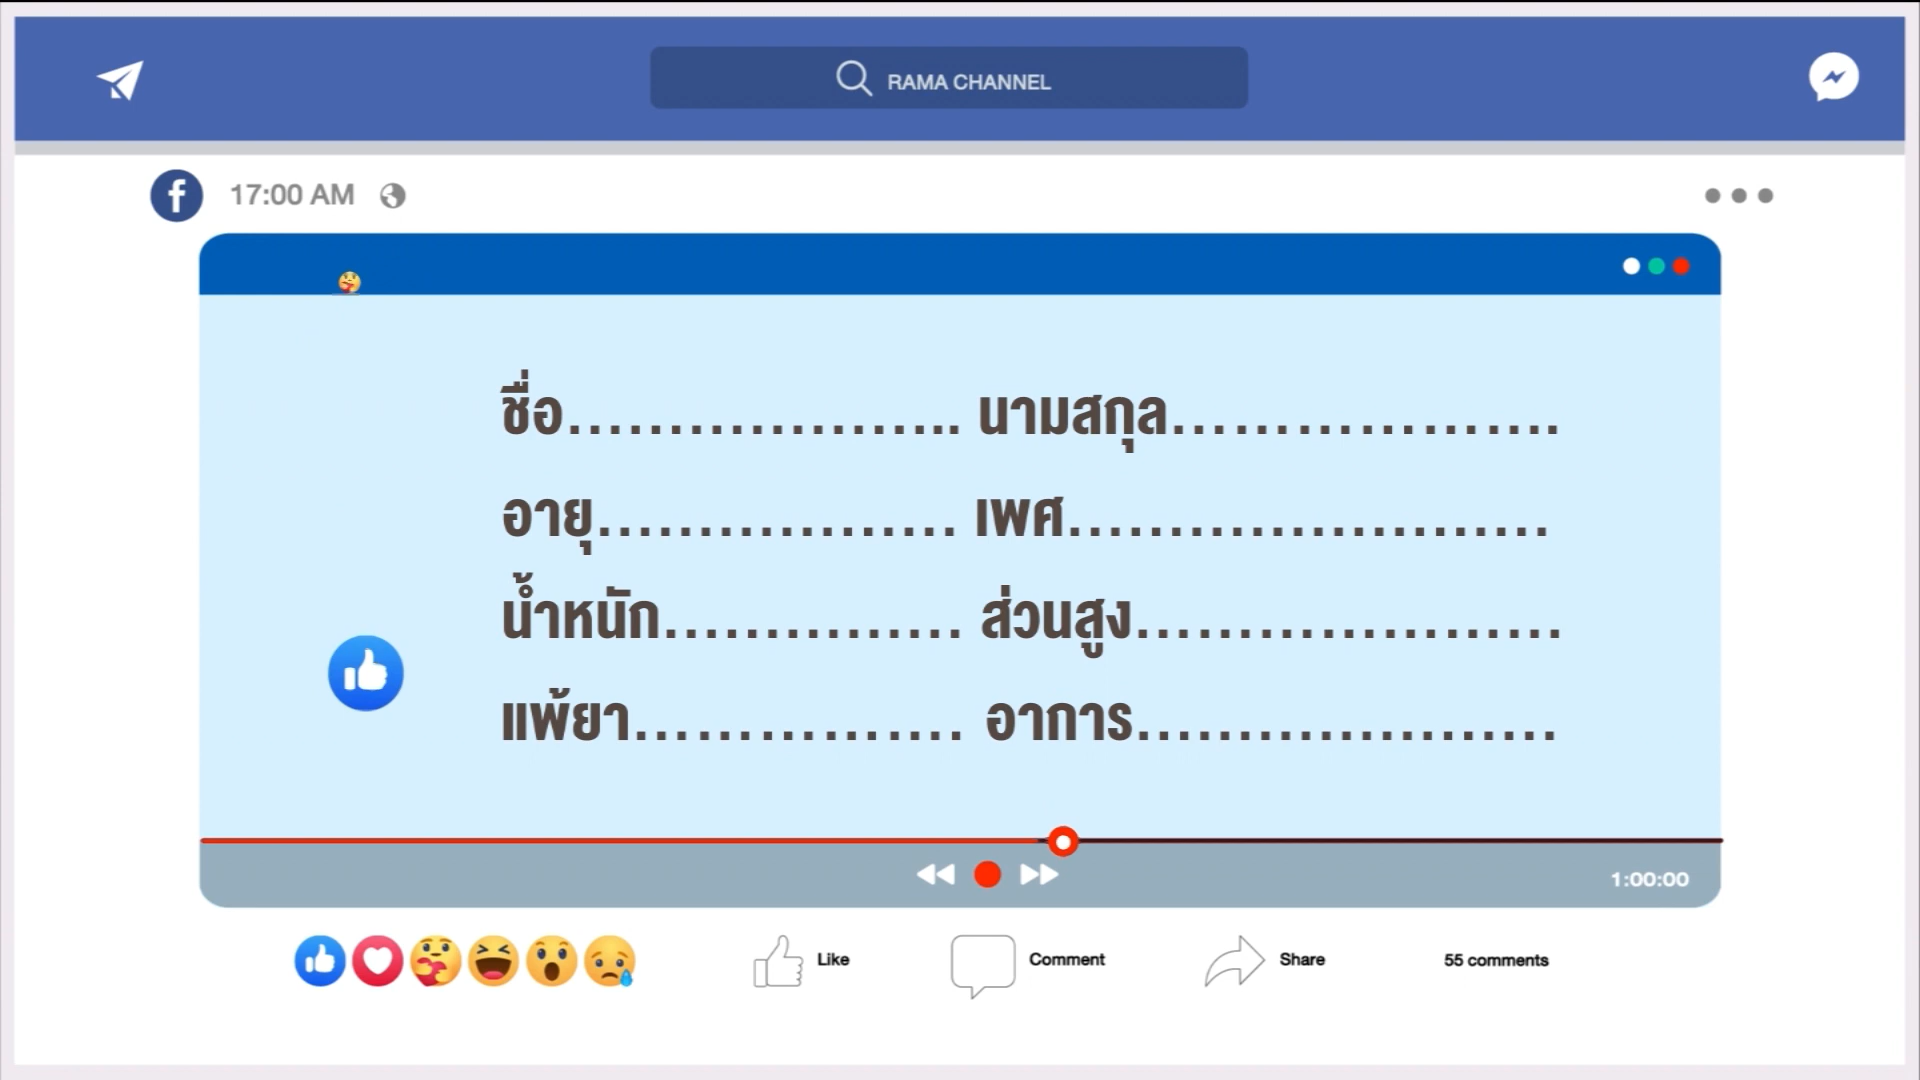 RAMA CHANNEL
17:00 AM
ชื่อ.................... นามสกุล...................
อายุ.................. เพศ........................
น้ำหนัก............... ส่วนสูง.....................
แพ้ยา................ อาการ.....................
1:00:00
Like Comment Share 55 comments